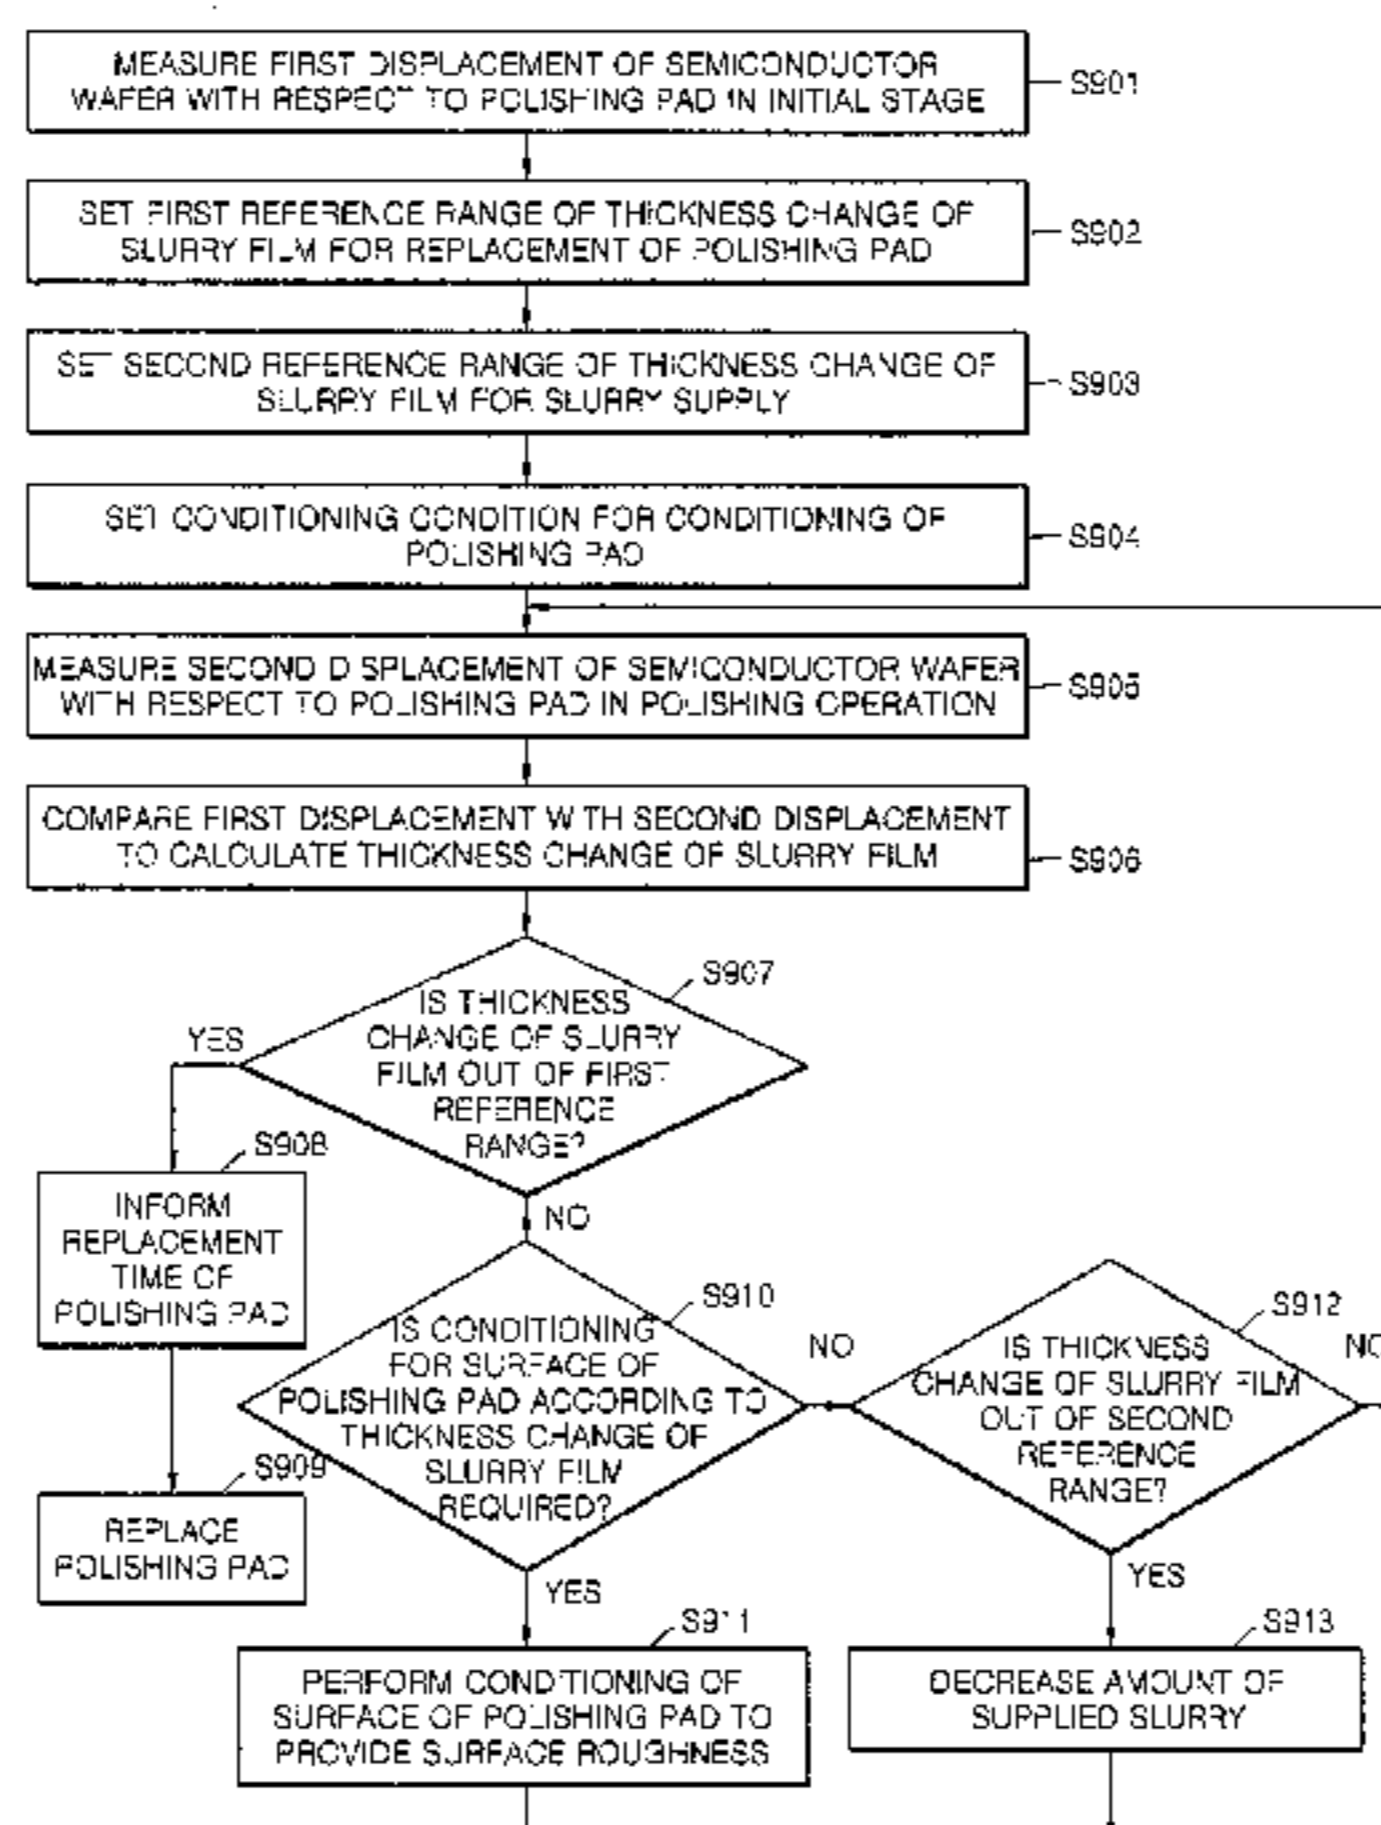 MEASURE FIRST DISPLACEMENT OF SEMICONDUCTOR
WAFER WITH RESPECT TO POLISHING PAD IN INITIAL STAGE
S901
SET FIRST REFERENCE RANGE OF THICKNESS CHANGE OF
SLURRY FILM FOR REPLACEMENT OF POLISHING PAD
S902
SET SECOND REFERENCE RANGE OF THICKNESS CHANGE OF
SLURRY FILM FOR SLURRY SUPPLY
S903
SET CONDITIONING CONDITION FOR CONDITIONING OF
POLISHING PAD
S904
MEASURE SECOND DISPLACEMENT OF SEMICONDUCTOR WAFER
WITH RESPECT TO POLISHING PAD IN POLISHING OPERATION
S905
COMPARE FIRST DISPLACEMENT WITH SECOND DISPLACEMENT
TO CALCULATE THICKNESS CHANGE OF SLURRY FILM
S906
S907
IS THICKNESS
CHANGE OF SLURRY
FILM OUT OF FIRST
REFERENCE
RANGE?
YES
NO
S908
INFORM
REPLACEMENT
TIME OF
POLISHING PAD
S909
REPLACE
POLISHING PAD
S910
IS CONDITIONING
FOR SURFACE OF
POLISHING PAD ACCORDING TO
THICKNESS CHANGE OF
SLURRY FILM
REQUIRED?
NO
YES
S911
PERFORM CONDITIONING OF
SURFACE OF POLISHING PAD TO
PROVIDE SURFACE ROUGHNESS
S912
IS THICKNESS
CHANGE OF SLURRY FILM
OUT OF SECOND
REFERENCE
RANGE?
NO
YES
S913
DECREASE AMOUNT OF
SUPPLIED SLURRY